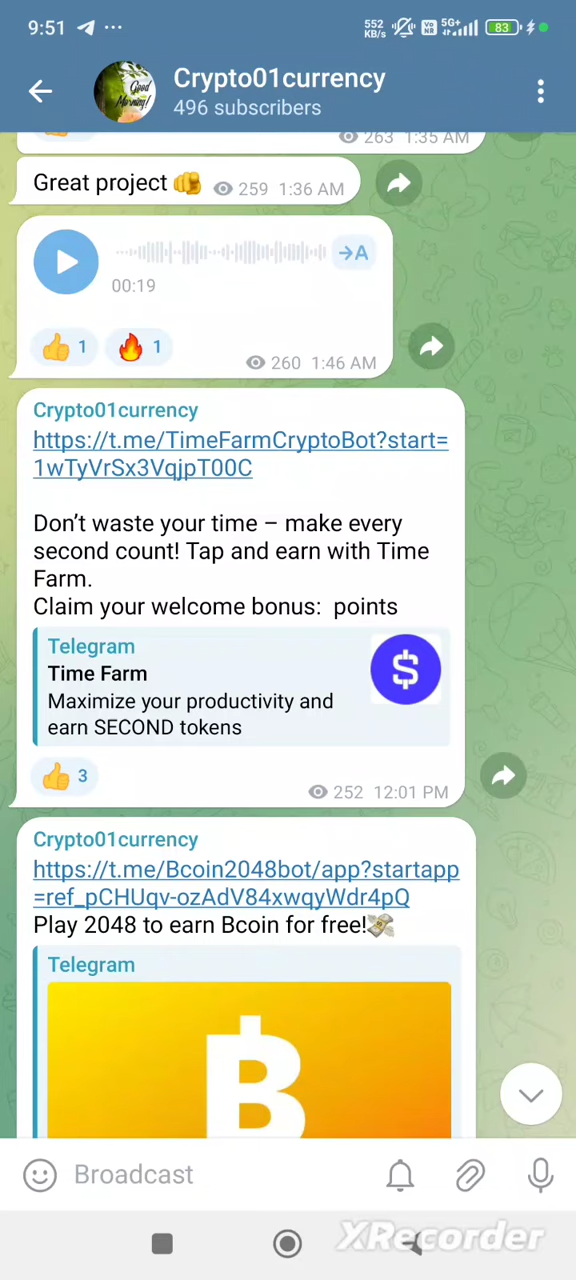 9:51
552 KB/s
Vo NR
5G+
83
Crypto01currency
496 subscribers
263 1:35 AM
Great project 259 1:36 AM
→A
00:19
👍 1 🔥 1 260 1:46 AM
Crypto01currency
https://t.me/TimeFarmCryptoBot?start=
1wTyVrSx3VqjpT00C
Don’t waste your time – make every
second count! Tap and earn with Time
Farm.
Claim your welcome bonus:  points
Telegram
Time Farm
Maximize your productivity and
earn SECOND tokens
👍 3 252 12:01 PM
Crypto01currency
https://t.me/Bcoin2048bot/app?startapp
=ref_pCHUqv-ozAdV84xwqyWdr4pQ
Play 2048 to earn Bcoin for free!💸
Telegram
Broadcast
XRecorder